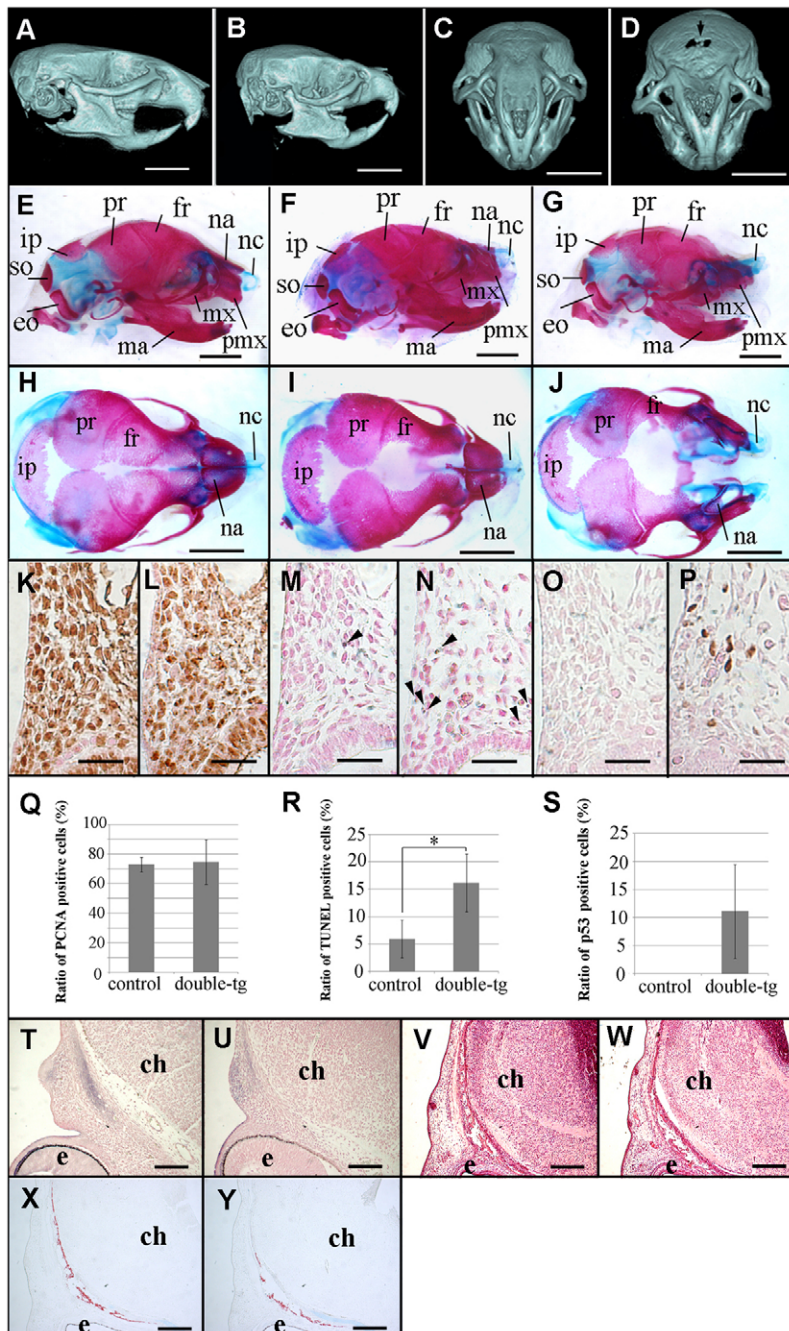 A
B
C
D
E
pr
fr
na
ip
nc
so
eo
mx
ma
pmx
F
pr
fr
na
nc
ip
so
eo
mx
ma
pmx
G
pr
fr
nc
ip
so
eo
mx
ma
pmx
H
pr
fr
nc
ip
na
I
pr
fr
nc
ip
na
J
fr
pr
nc
ip
na
K
L
M
N
O
P
Q
Ratio of PCNA positive cells (%)
100
80
60
40
20
0
control double-tg
R
Ratio of TUNEL positive cells (%)
25
20
15
10
5
0
*
control double-tg
S
Ratio of p53 positive cells (%)
25
20
15
10
5
0
control double-tg
T
ch
e
U
ch
e
V
ch
e
W
ch
e
X
ch
e
Y
ch
e